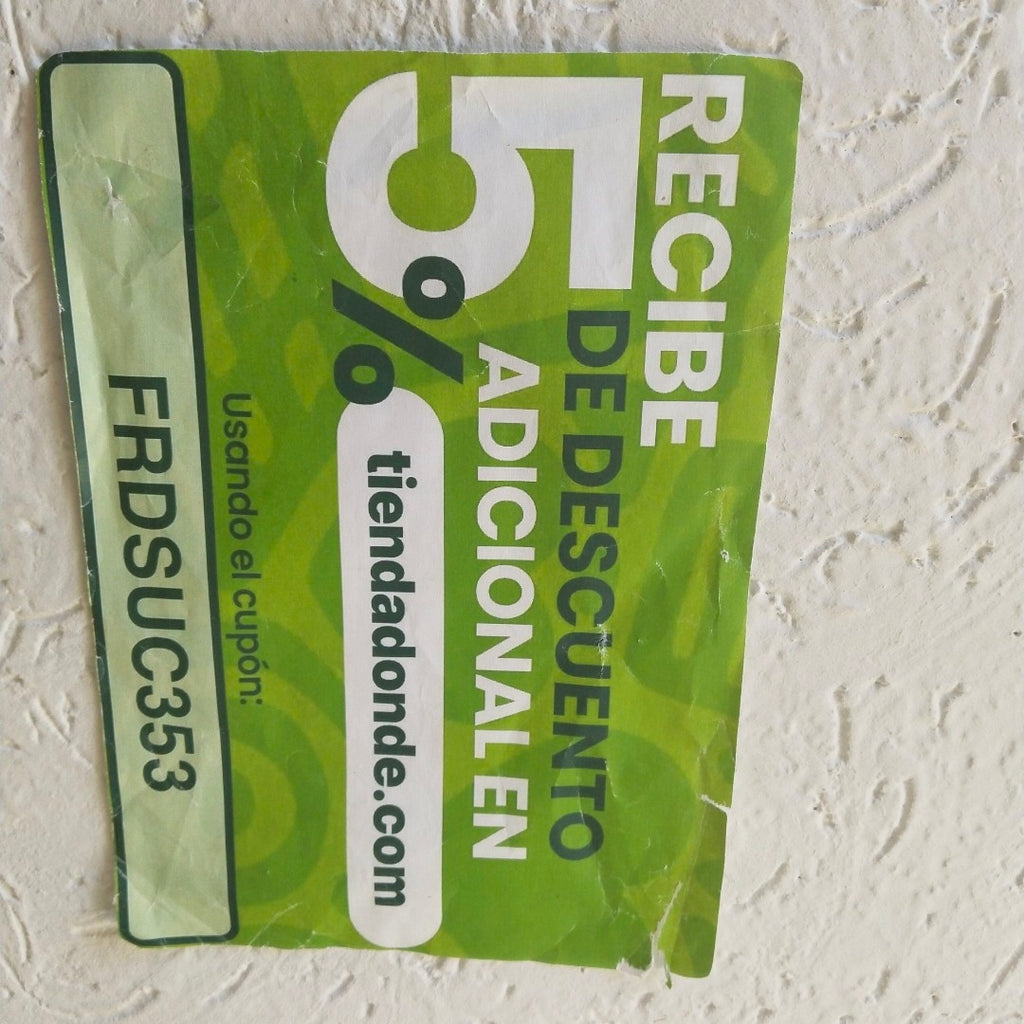 RECIBE
5% DE DESCUENTO
ADICIONAL EN
tiendadonde.com
Usando el cupón:
FRDSUC353